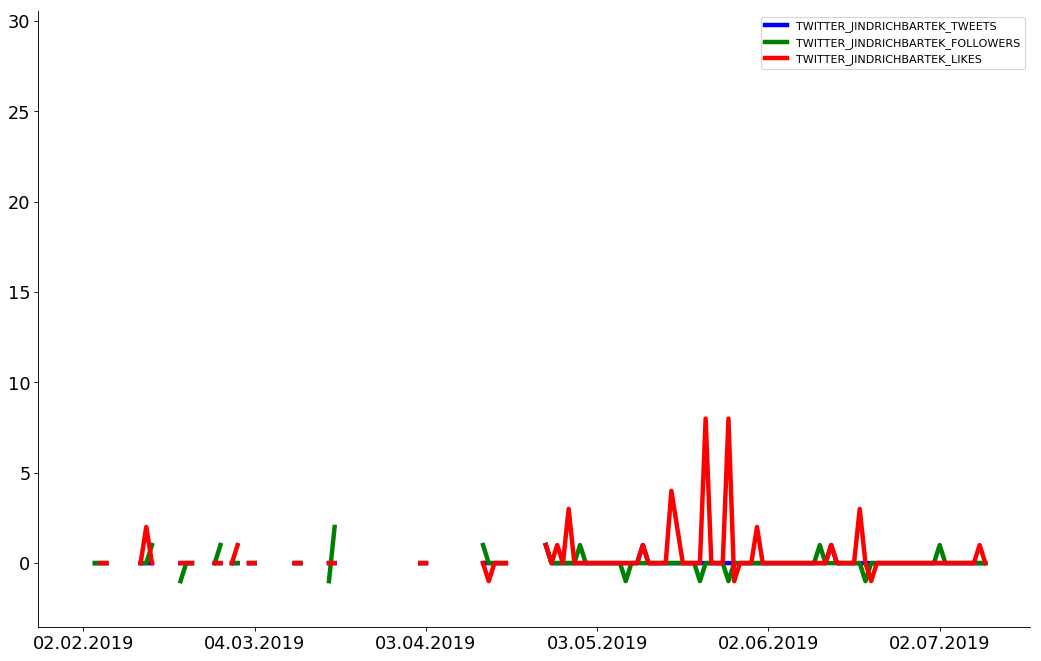 30
25
20
15
10
5
0
TWITTER_JINDRICHBARTEK_TWEETS
TWITTER_JINDRICHBARTEK_FOLLOWERS
TWITTER_JINDRICHBARTEK_LIKES
02.02.2019 04.03.2019 03.04.2019 03.05.2019 02.06.2019 02.07.2019